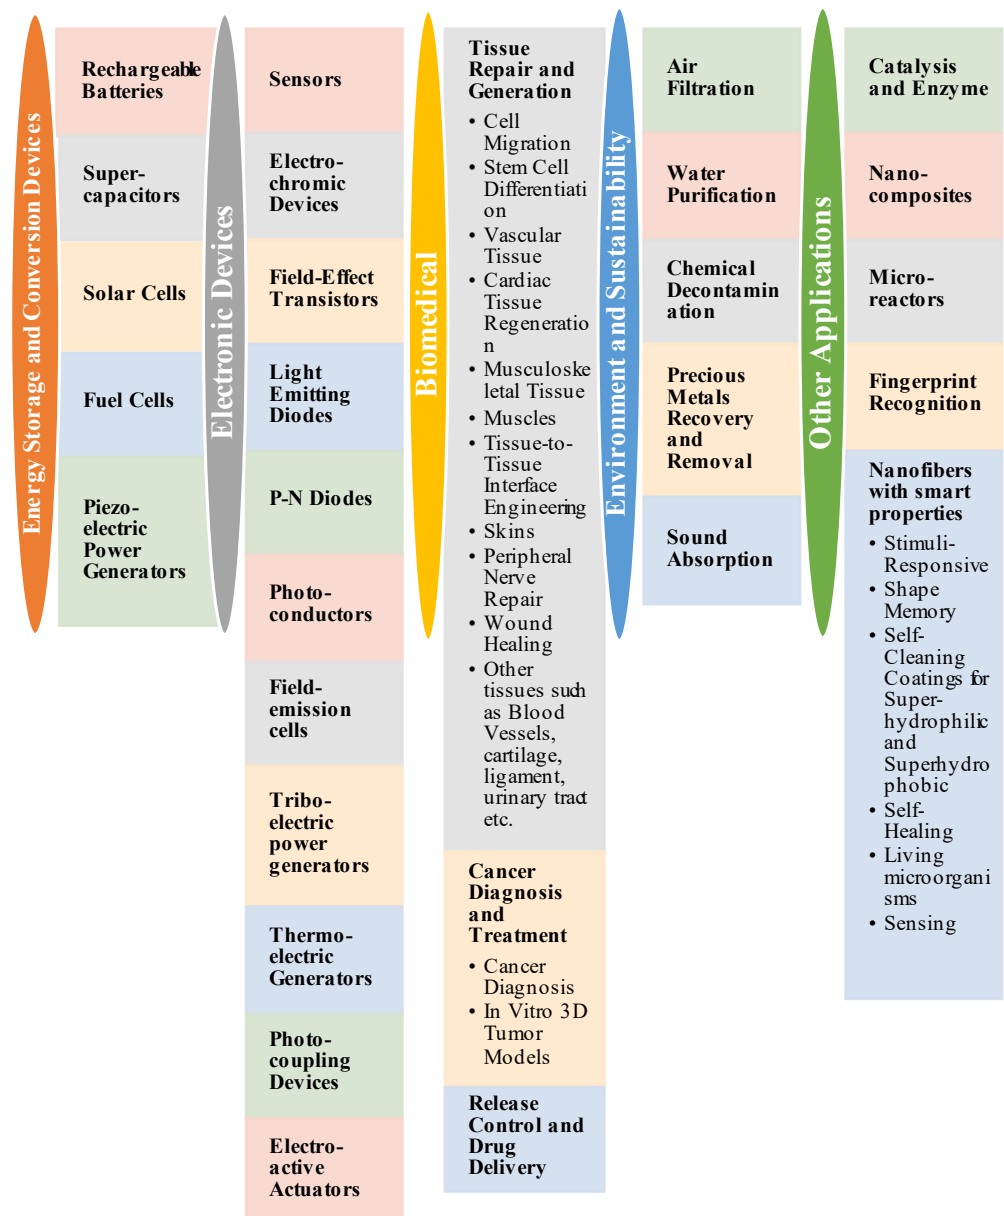 Energy Storage and Conversion Devices
Rechargeable
Batteries
Super-
capacitors
Solar Cells
Fuel Cells
Piezo-
electric
Power
Generators
Electronic Devices
Sensors
Electro-
chromic
Devices
Field-Effect
Transistors
Light
Emitting
Diodes
P-N Diodes
Photo-
conductors
Field-
emission
cells
Tribo-
electric
power
generators
Thermo-
electric
Generators
Photo-
coupling
Devices
Electro-
active
Actuators
Biomedical
Tissue
Repair and
Generation
• Cell
Migration
• Stem Cell
Differentiati
on
• Vascular
Tissue
• Cardiac
Tissue
Regeneratio
n
• Musculoske
letal Tissue
• Muscles
• Tissue-to-
Tissue
Interface
Engineering
• Skins
• Peripheral
Nerve
Repair
• Wound
Healing
• Other
tissues such
as Blood
Vessels,
cartilage,
ligament,
urinary tract
etc.
Cancer
Diagnosis
and
Treatment
• Cancer
Diagnosis
• In Vitro 3D
Tumor
Models
Release
Control and
Drug
Delivery
Environment and Sustainability
Air
Filtration
Water
Purification
Chemical
Decontamin
ation
Precious
Metals
Recovery
and
Removal
Sound
Absorption
Other Applications
Catalysis
and Enzyme
Nano-
composites
Micro-
reactors
Fingerprint
Recognition
Nanofibers
with smart
properties
• Stimuli-
Responsive
• Shape
Memory
• Self-
Cleaning
Coatings for
Super-
hydrophilic
and
Superhydro
phobic
• Self-
Healing
• Living
microorgani
sms
• Sensing